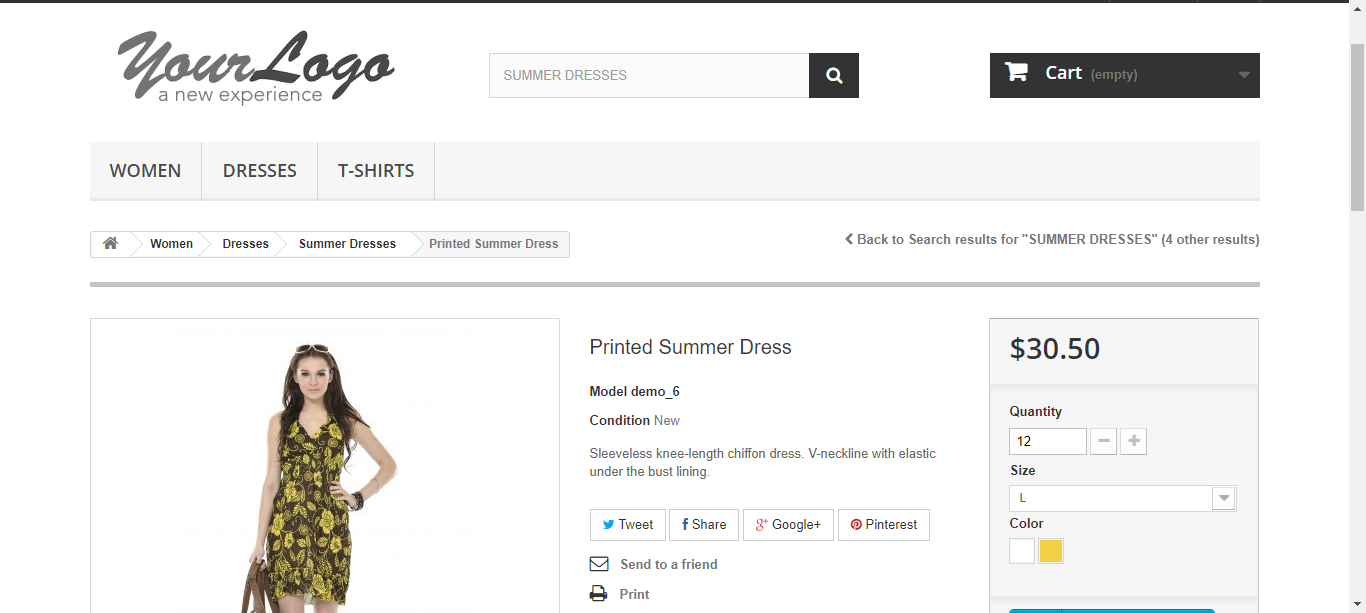 YourLogo
a new experience
SUMMER DRESSES
Cart (empty)
WOMEN
DRESSES
T-SHIRTS
Women
Dresses
Summer Dresses
Printed Summer Dress
Back to Search results for "SUMMER DRESSES" (4 other results)
Printed Summer Dress
Model demo_6
Condition New
Sleeveless knee-length chiffon dress. V-neckline with elastic
under the bust lining.
Tweet
Share
Google+
Pinterest
Send to a friend
Print
$30.50
Quantity
12
Size
L
Color